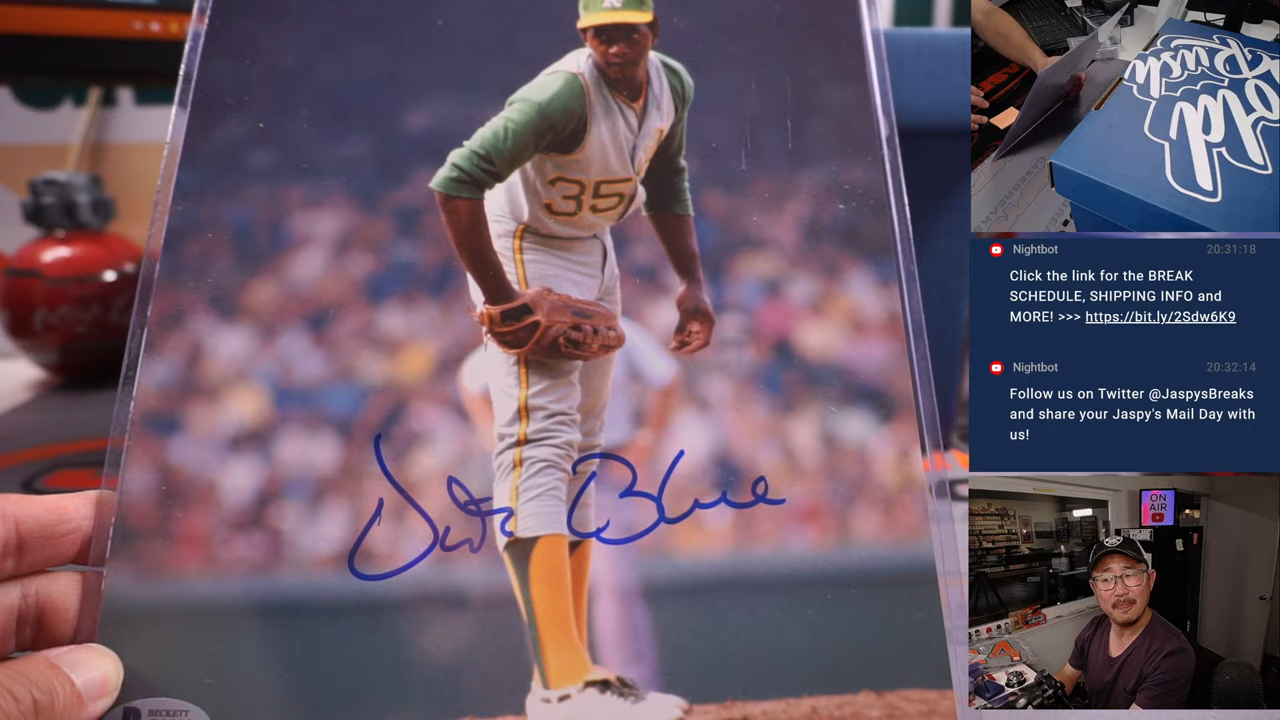 35
Vida Blue
BECKETT
old
Rush
Nightbot 20:31:18
Click the link for the BREAK
SCHEDULE, SHIPPING INFO and
MORE! >>> https://bit.ly/2Sdw6K9
Nightbot 20:32:14
Follow us on Twitter @JaspysBreaks
and share your Jaspy's Mail Day with
us!
ON
AIR